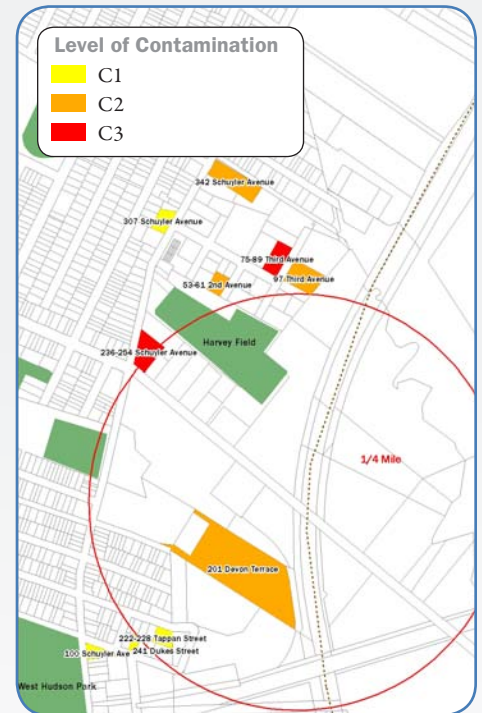 Level of Contamination
C1
C2
C3
342 Schuyler Avenue
307 Schuyler Avenue
75-89 Third Avenue
97-Third Avenue
53-61 2nd Avenue
Harvey Field
236-254 Schuyler Avenue
1/4 Mile
201 Devon Terrace
222-228 Tappan Street
100 Schuyler Ave
241 Dukes Street
West Hudson Park